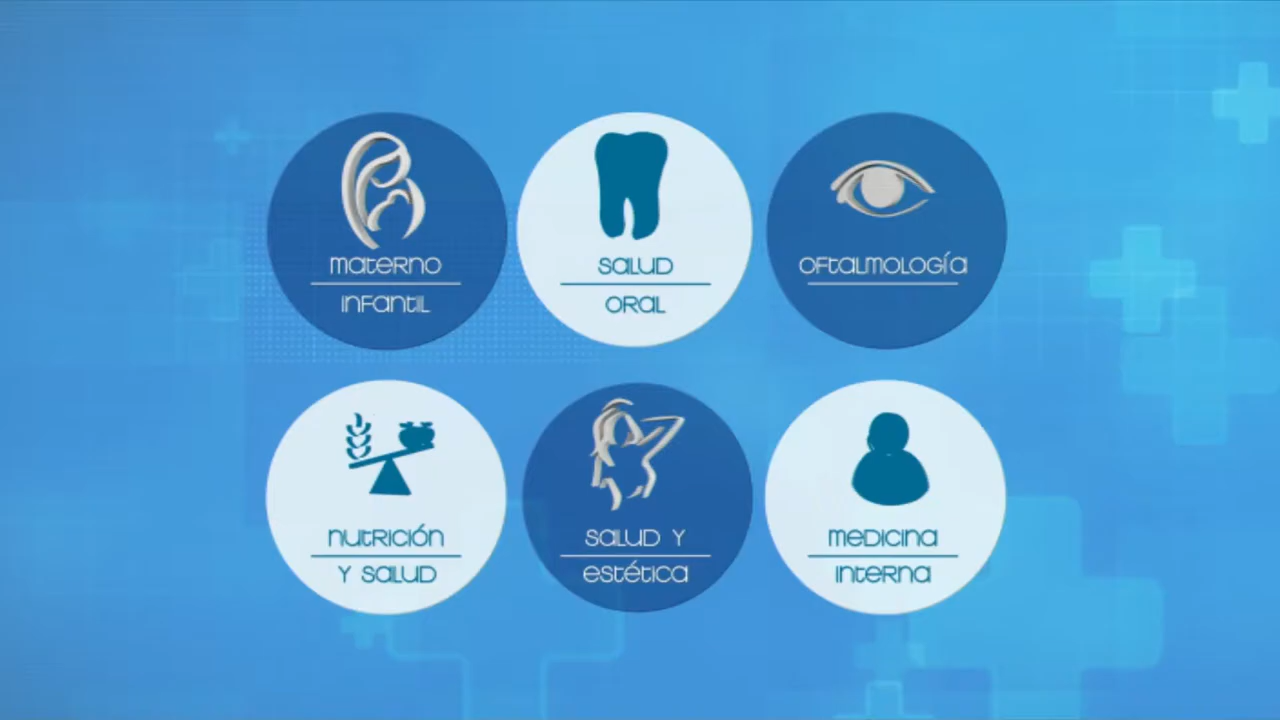 MATERNO
INFANTIL
SALUD
ORAL
OFTALMOLOGÍA
NUTRICIÓN
Y SALUD
SALUD Y
ESTÉTICA
MEDICINA
INTERNA